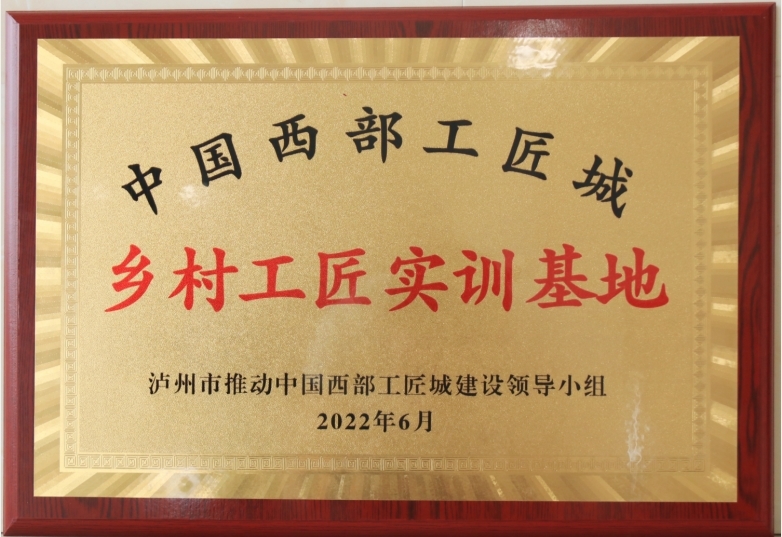 中国西部工匠城
乡村工匠实训基地
泸州市推动中国西部工匠城建设领导小组
2022年6月